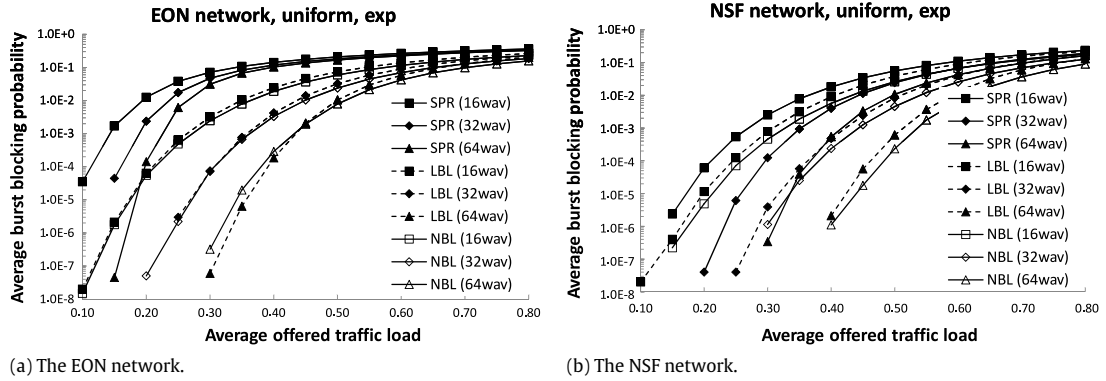 EON network, uniform, exp
Average burst blocking probability
1.0E+0
1.0E-1
1.0E-2
1.0E-3
1.0E-4
1.0E-5
1.0E-6
1.0E-7
1.0E-8
SPR (16wav)
SPR (32wav)
SPR (64wav)
LBL (16wav)
LBL (32wav)
LBL (64wav)
NBL (16wav)
NBL (32wav)
NBL (64wav)
0.10 0.20 0.30 0.40 0.50 0.60 0.70 0.80
Average offered traffic load
(a) The EON network.
NSF network, uniform, exp
Average burst blocking probability
1.0E+0
1.0E-1
1.0E-2
1.0E-3
1.0E-4
1.0E-5
1.0E-6
1.0E-7
1.0E-8
SPR (16wav)
SPR (32wav)
SPR (64wav)
LBL (16wav)
LBL (32wav)
LBL (64wav)
NBL (16wav)
NBL (32wav)
NBL (64wav)
0.10 0.20 0.30 0.40 0.50 0.60 0.70 0.80
Average offered traffic load
(b) The NSF network.